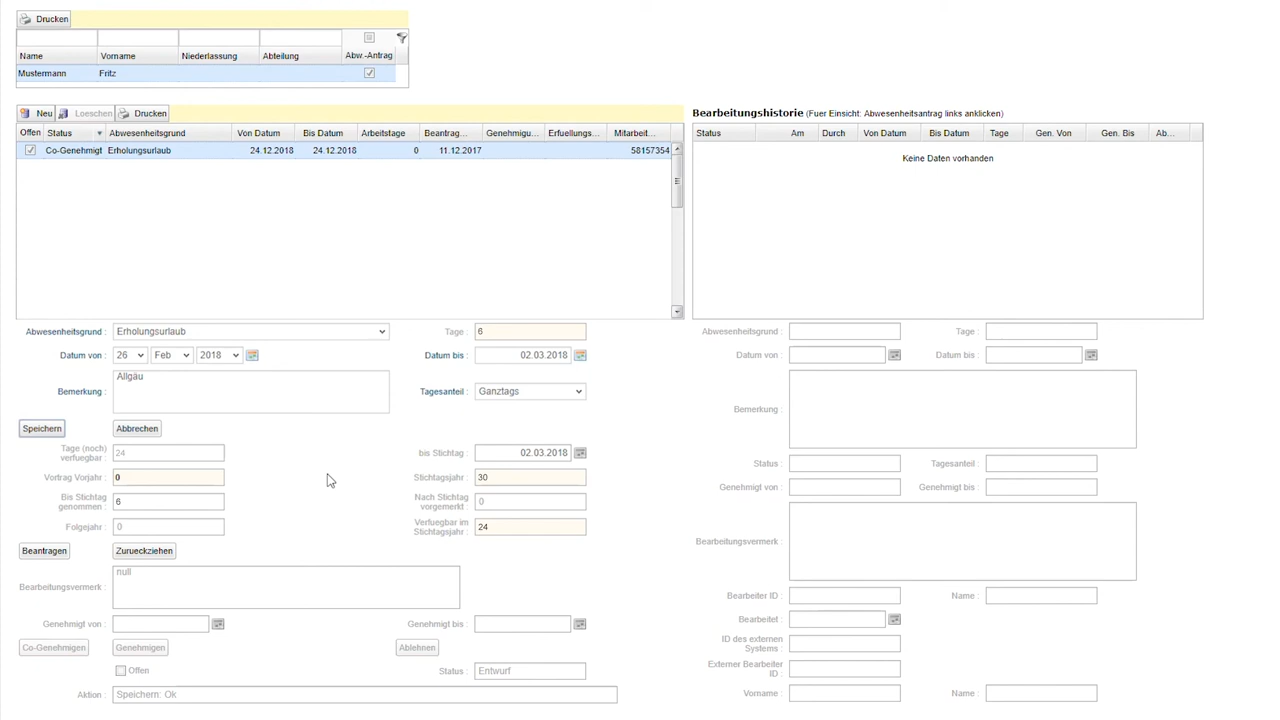 Drucken
Name Vorname Niederlassung Abteilung Abw.-Antrag
Mustermann Fritz
Neu Loeschen Drucken
Offen Status Abwesenheitsgrund Von Datum Bis Datum Arbeitstage Beantrag... Genehmigu... Erfuellungs... Mitarbeit...
Co-Genehmigt Erholungsurlaub 24.12.2018 24.12.2018 0 11.12.2017 58157354
Bearbeitungshistorie (Fuer Einsicht: Abwesenheitsantrag links anklicken)
Status Am Durch Von Datum Bis Datum Tage Gen. Von Gen. Bis Ab...
Keine Daten vorhanden
Abwesenheitsgrund : Erholungsurlaub Tage : 6
Datum von : 26 Feb 2018 Datum bis : 02.03.2018
Bemerkung : Allgäu Tagesanteil : Ganztags
Speichern Abbrechen
Tage (noch) verfuegbar : 24 bis Stichtag : 02.03.2018
Vortrag Vorjahr : 0 Stichtagsjahr : 30
Bis Stichtag genommen : 6 Nach Stichtag vorgemerkt : 0
Folgejahr : 0 Verfuegbar im Stichtagsjahr : 24
Beantragen Zurueckziehen
Bearbeitungsvermerk : null
Genehmigt von : Genehmigt bis :
Co-Genehmigen Genehmigen Ablehnen
Offen Status : Entwurf
Aktion : Speichern: Ok
Abwesenheitsgrund : Tage :
Datum von : Datum bis :
Bemerkung :
Status : Tagesanteil :
Genehmigt von : Genehmigt bis :
Bearbeitungsvermerk :
Bearbeiter ID : Name :
Bearbeitet :
ID des externen Systems :
Externer Bearbeiter ID :
Vorname : Name :